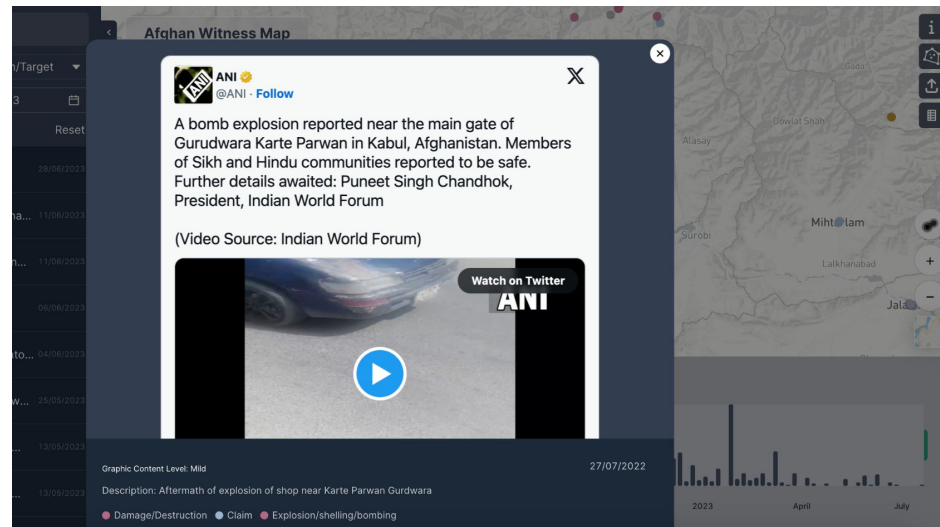 Afghan Witness Map
n/Target
3
Reset
28/06/2023
11/06/2023
11/06/2023
06/06/2023
04/06/2023
25/05/2023
13/05/2023
13/05/2023
ANI
@ANI · Follow
A bomb explosion reported near the main gate of
Gurudwara Karte Parwan in Kabul, Afghanistan. Members
of Sikh and Hindu communities reported to be safe.
Further details awaited: Puneet Singh Chandhok,
President, Indian World Forum
(Video Source: Indian World Forum)
Watch on Twitter
ANI
Graphic Content Level: Mild
27/07/2022
Description: Aftermath of explosion of shop near Karte Parwan Gurdwara
Damage/Destruction Claim Explosion/shelling/bombing
Dowlat Shah
Alasay
Surobi
Lalkhanabad
2023 April July